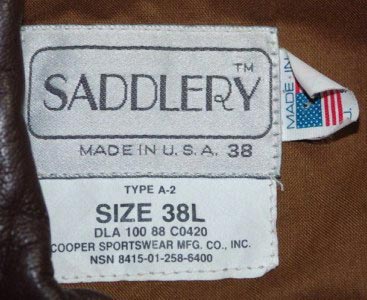 SADDLERY™
MADE IN U.S.A. 38
MADE IN
U.
TYPE A-2
SIZE 38L
DLA 100 88 C0420
COOPER SPORTSWEAR MFG. CO., INC.
NSN 8415-01-258-6400